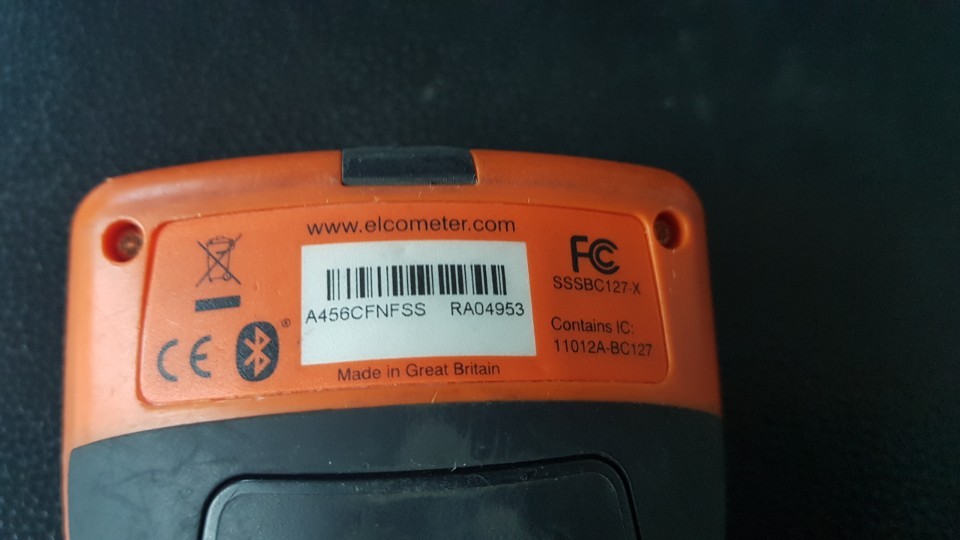 www.elcometer.com
A456CFNFSS RA04953
Made in Great Britain
CE
FC
SSSBC127-X
Contains IC:
11012A-BC127